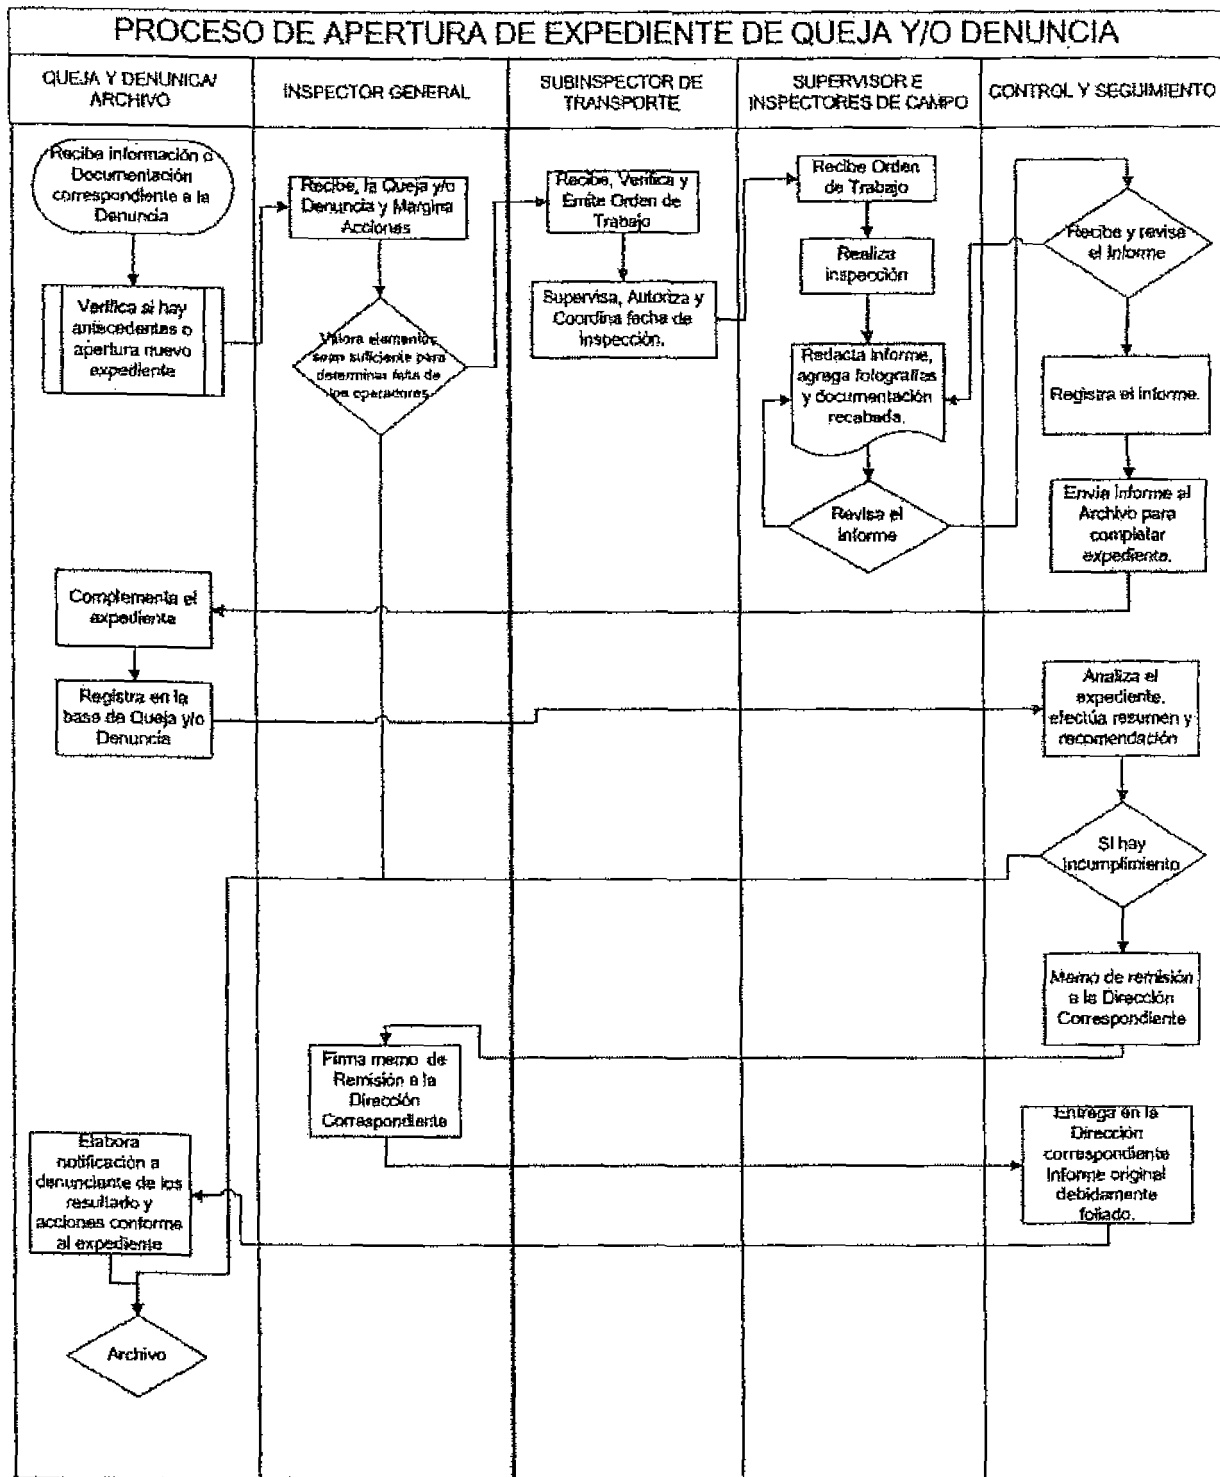 PROCESO DE APERTURA DE EXPEDIENTE DE QUEJA Y/O DENUNCIA
QUEJA Y DENUNICA/
ARCHIVO
INSPECTOR GENERAL
SUBINSPECTOR DE
TRANSPORTE
SUPERVISOR E
INSPECTORES DE CAMPO
CONTROL Y SEGUIMIENTO
Recibe información o
Documentación
correspondiente a la
Denuncia
Verifica si hay
antecedentes o
apertura nuevo
expediente
Recibe, la Queja y/o
Denuncia y Margina
Acciones
Valora elementos
sean suficiente para
determinar falta de
los operadores
Recibe, Verifica y
Emite Orden de
Trabajo
Supervisa, Autoriza y
Coordina fecha de
inspección.
Recibe Orden
de Trabajo
Realiza
inspección
Redacta Informe,
agrega fotografías
y documentación
recabada.
Revisa el
Informe
Recibe y revisa
el Informe
Registra el informe.
Envia Informe al
Archivo para
completar
expediente.
Complementa el
expediente
Registra en la
base de Queja y/o
Denuncia
Analiza el
expediente,
efectúa resumen y
recomendación
SI hay
incumplimiento
Memo de remisión
a la Dirección
Correspondiente
Firma memo de
Remisión a la
Dirección
Correspondiente
Entrega en la
Dirección
correspondiente
Informe original
debidamente
foliado.
Elabora
notificación a
denunciante de los
resultado y
acciones conforme
al expediente
Archivo